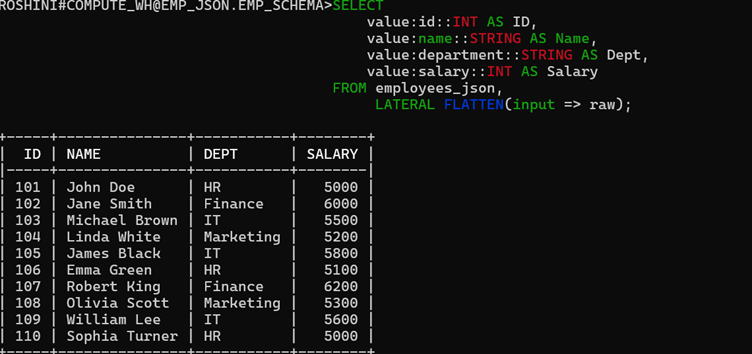 ROSHINI#COMPUTE_WH@EMP_JSON.EMP_SCHEMA>SELECT
value:id::INT AS ID,
value:name::STRING AS Name,
value:department::STRING AS Dept,
value:salary::INT AS Salary
FROM employees_json,
LATERAL FLATTEN(input => raw);
+-----+---------------+-----------+--------+
|  ID | NAME          | DEPT      | SALARY |
|-----+---------------+-----------+--------|
| 101 | John Doe      | HR        |   5000 |
| 102 | Jane Smith    | Finance   |   6000 |
| 103 | Michael Brown | IT        |   5500 |
| 104 | Linda White   | Marketing |   5200 |
| 105 | James Black   | IT        |   5800 |
| 106 | Emma Green    | HR        |   5100 |
| 107 | Robert King   | Finance   |   6200 |
| 108 | Olivia Scott  | Marketing |   5300 |
| 109 | William Lee   | IT        |   5600 |
| 110 | Sophia Turner | HR        |   5000 |
+-----+---------------+-----------+--------+